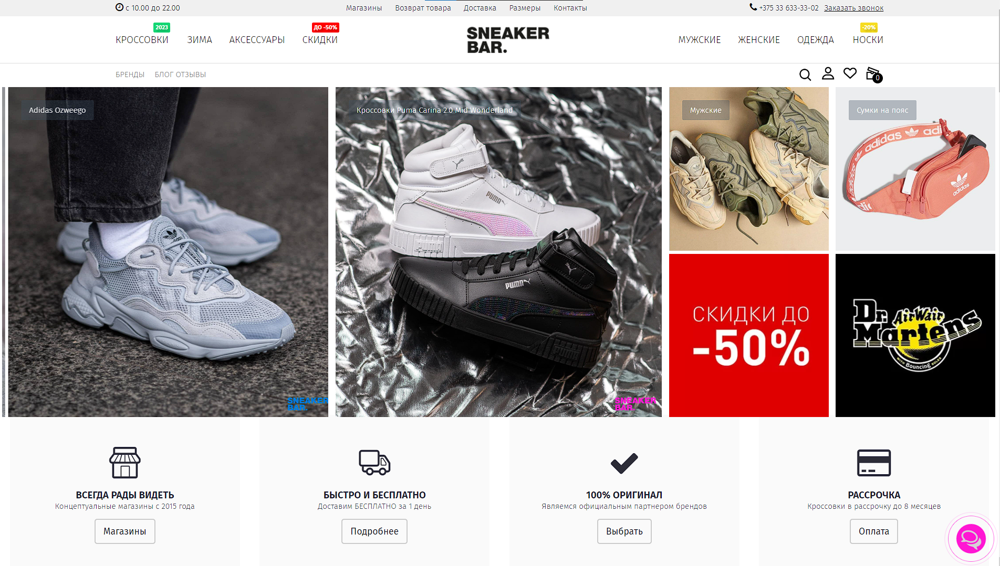 с 10.00 до 22.00
Магазины Возврат товара Доставка Размеры Контакты
+375 33 633-33-02 Заказать звонок
2023
ДО -50%
-20%
КРОССОВКИ ЗИМА АКСЕССУАРЫ СКИДКИ
SNEAKER
BAR.
МУЖСКИЕ ЖЕНСКИЕ ОДЕЖДА НОСКИ
БРЕНДЫ БЛОГ ОТЗЫВЫ
0
Adidas Ozweego
adidas
SNEAKER
BAR.
Кроссовки Puma Carina 2.0 Mid Wonderland
PUMA
PUMA
PUMA
PUMA
SNEAKER
BAR.
Мужские
Сумки на пояс
adidas adi
adidas
adidas
СКИДКИ ДО
-50%
Dr.
AirWair
Martens
WITH Bouncing SOLES
ВСЕГДА РАДЫ ВИДЕТЬ
Концептуальные магазины с 2015 года
Магазины
БЫСТРО И БЕСПЛАТНО
Доставим БЕСПЛАТНО за 1 день
Подробнее
100% ОРИГИНАЛ
Являемся официальным партнером брендов
Выбрать
РАССРОЧКА
Кроссовки в рассрочку до 8 месяцев
Оплата